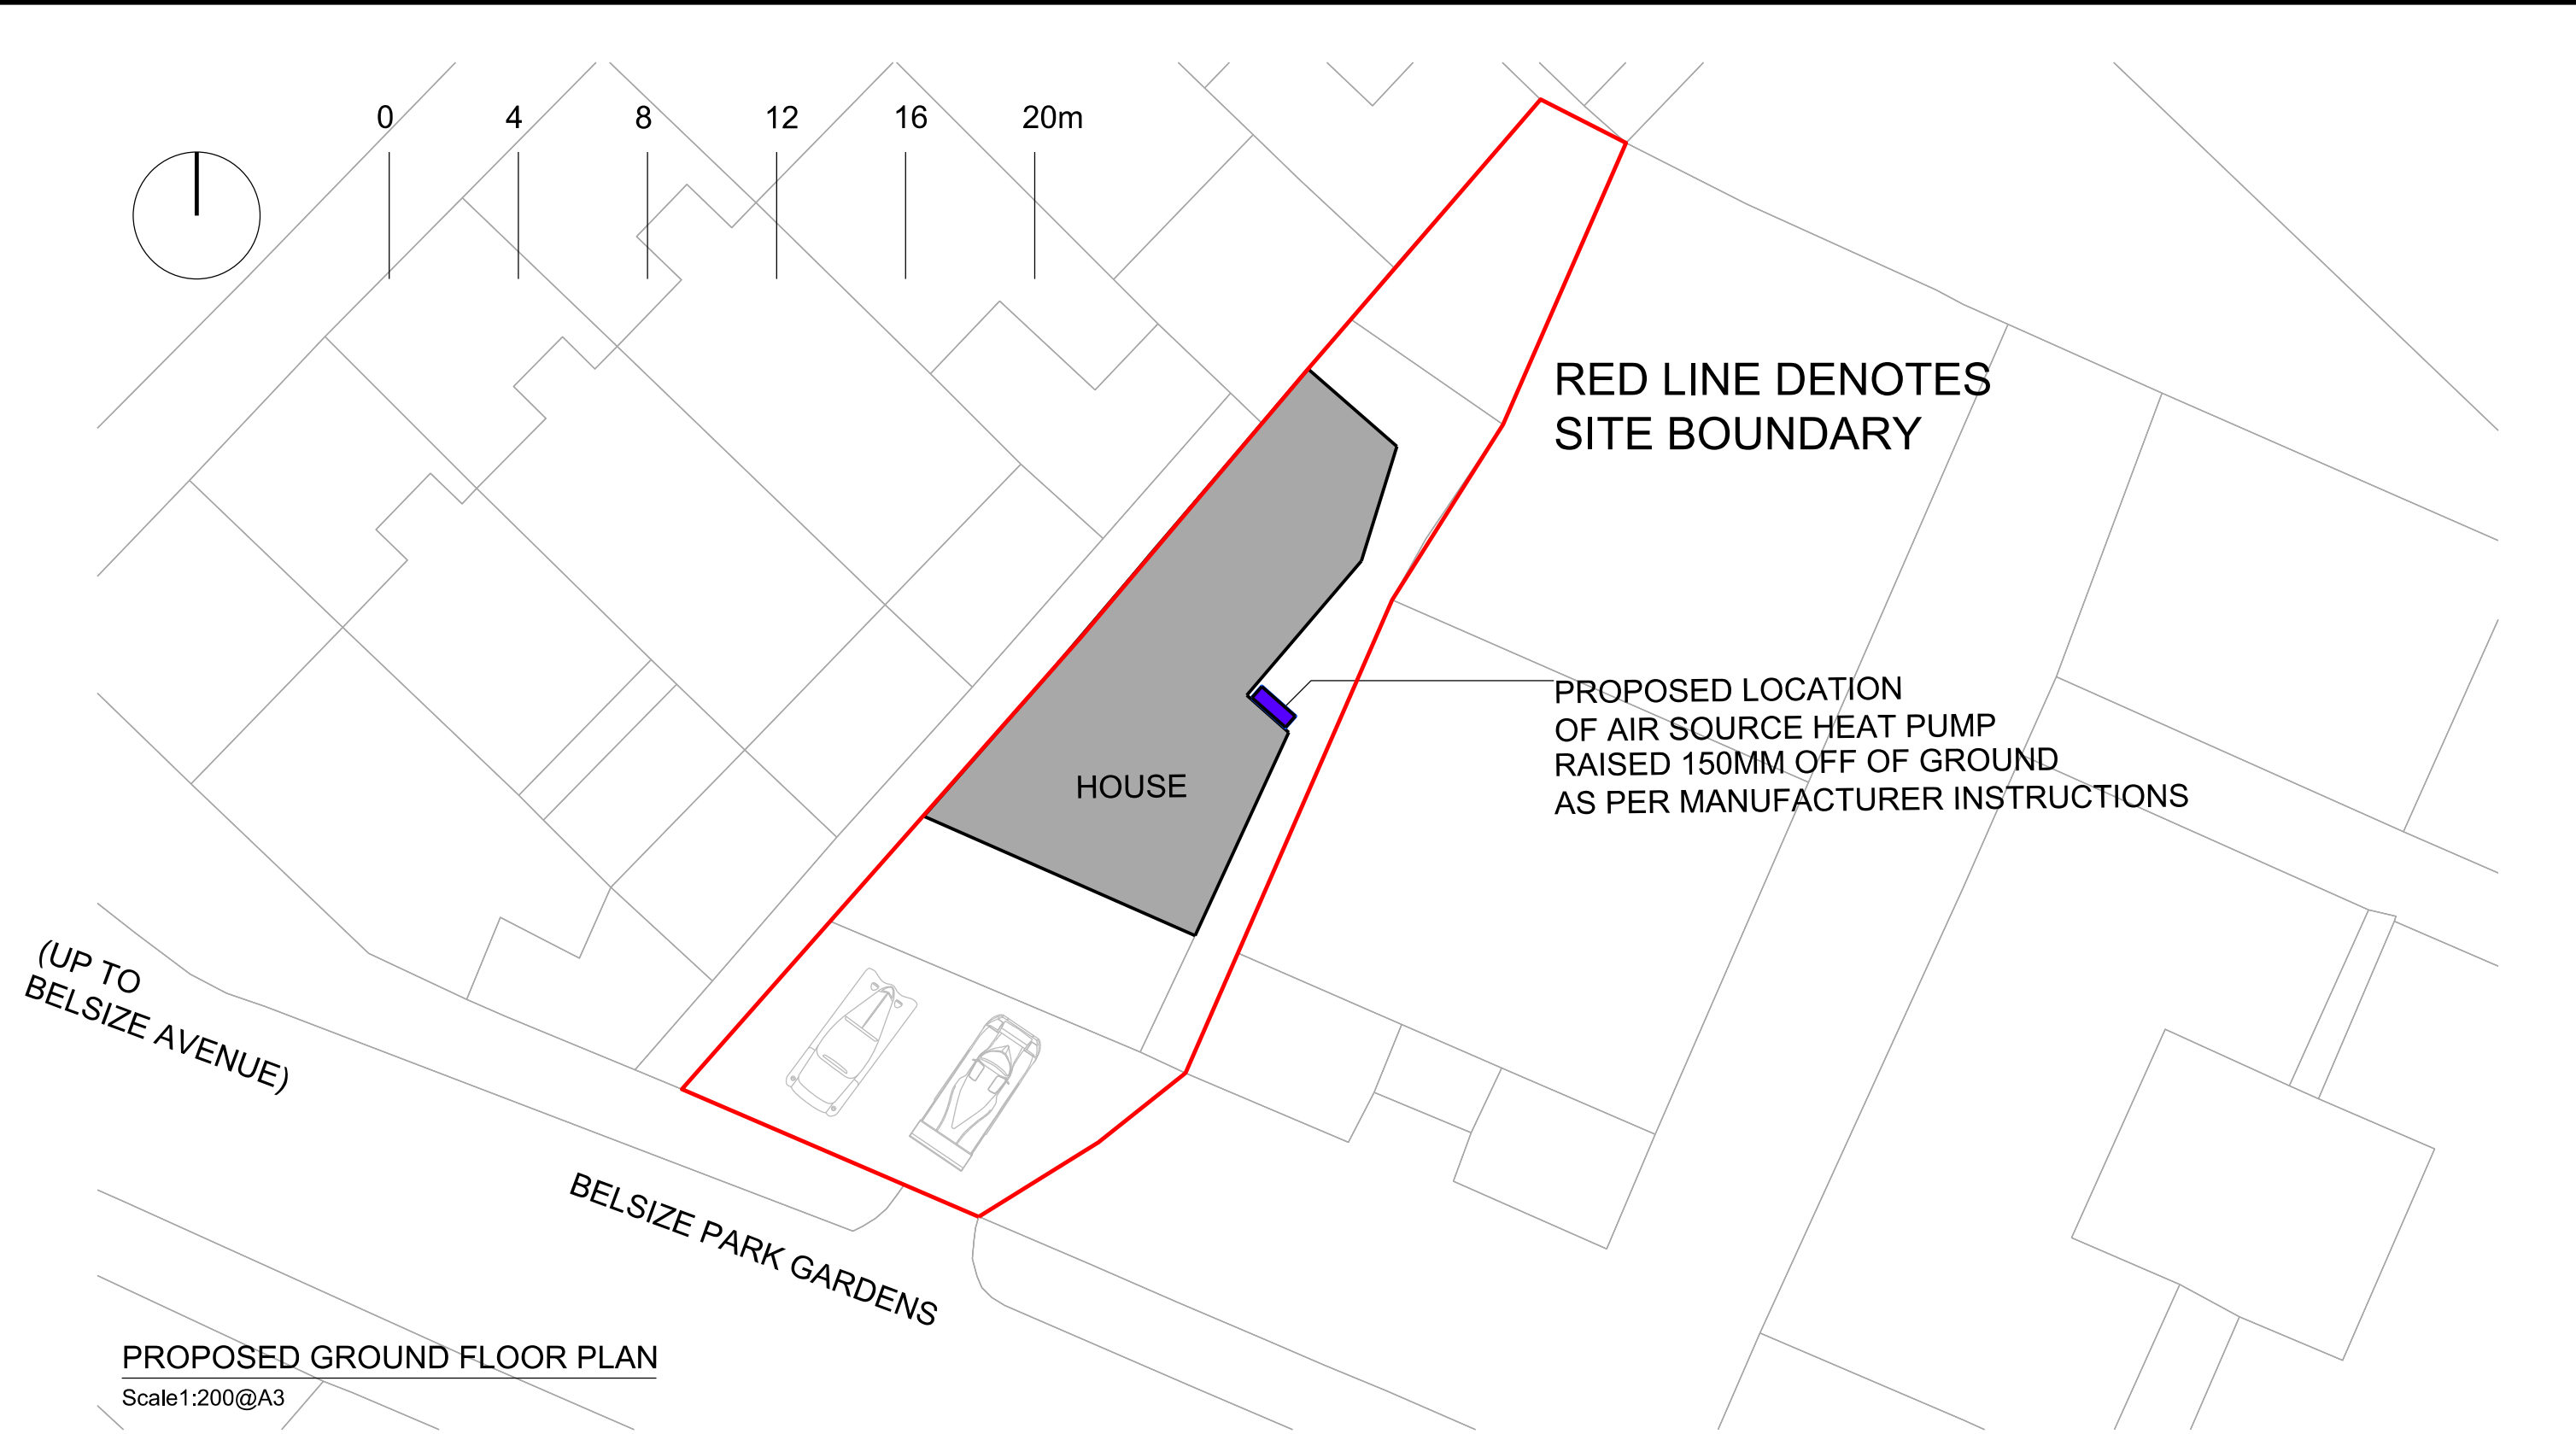 0 4 8 12 16 20m
RED LINE DENOTES
SITE BOUNDARY
PROPOSED LOCATION
OF AIR SOURCE HEAT PUMP
RAISED 150MM OFF OF GROUND
AS PER MANUFACTURER INSTRUCTIONS
HOUSE
(UP TO
BELSIZE AVENUE)
BELSIZE PARK GARDENS
PROPOSED GROUND FLOOR PLAN
Scale1:200@A3